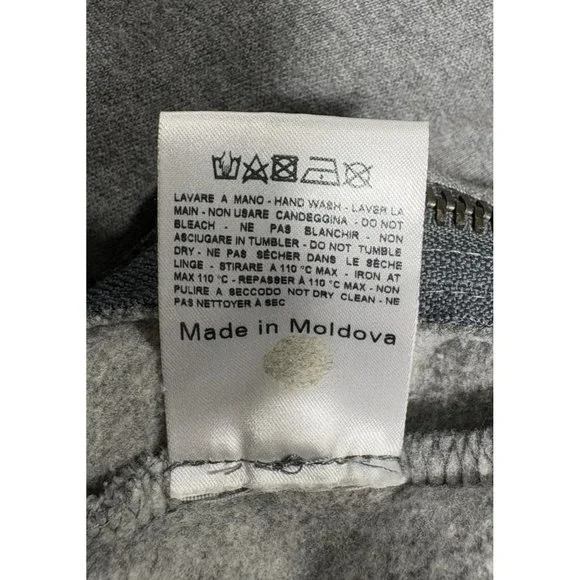 LAVARE A MANO - HAND WASH - LAVER LA
MAIN - NON USARE CANDEGGINA - DO NOT
BLEACH - NE PAS BLANCHIR - NON
ASCIUGARE IN TUMBLER - DO NOT TUMBLE
DRY - NE PAS SÉCHER DANS LE SÈCHE
LINGE - STIRARE À 110 °C MAX - IRON AT
MAX 110 °C - REPASSER À 110 °C MAX - NON
PULIRE A SECCODO NOT DRY CLEAN - NE
PAS NETTOYER À SEC
Made in Moldova